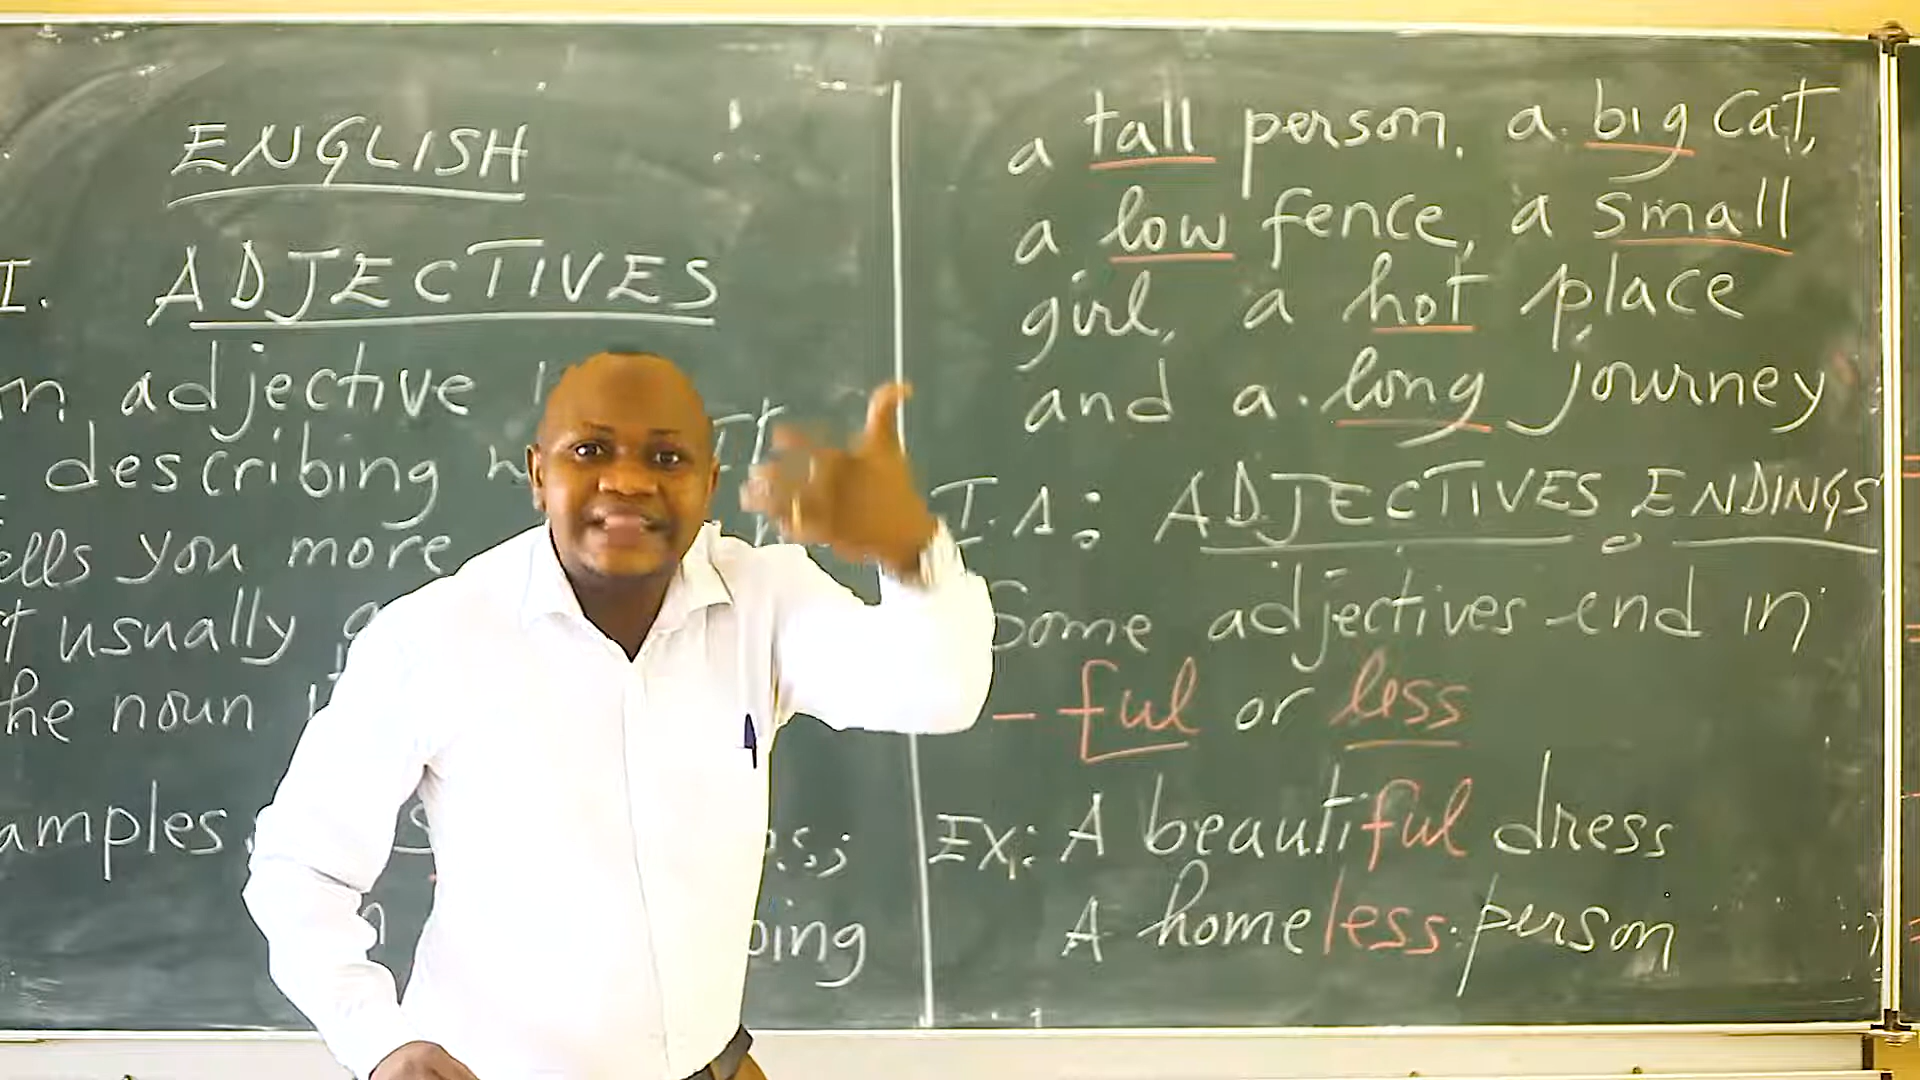 ENGLISH
I. ADJECTIVES
adjective
describing
you more
usually
he noun
amples
ping
a tall person, a big cat,
a low fence, a small
girl, a hot place
and a long journey
I.A: ADJECTIVES ENDINGS
Some adjectives end in
-ful or less
EX: A beautiful dress
A homeless person